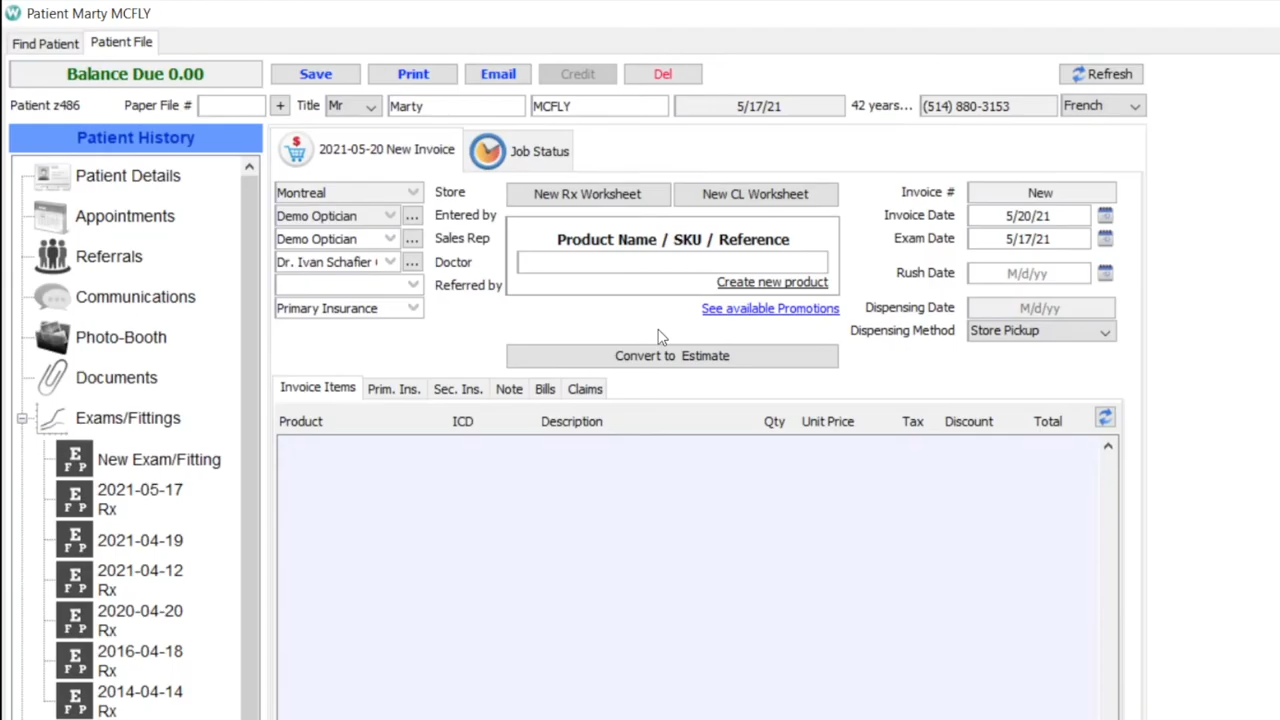 Patient Marty MCFLY
Find Patient Patient File
Balance Due 0.00 Save Print Email Credit Del Refresh
Patient z486 Paper File # + Title Mr Marty MCFLY 5/17/21 42 years... (514) 880-3153 French
Patient History
Patient Details
Appointments
Referrals
Communications
Photo-Booth
Documents
Exams/Fittings
New Exam/Fitting
2021-05-17
Rx
2021-04-19
2021-04-12
Rx
2020-04-20
Rx
2016-04-18
Rx
2014-04-14
Rx
2021-05-20 New Invoice Job Status
Montreal Store New Rx Worksheet New CL Worksheet Invoice # New
Demo Optician ... Entered by Invoice Date 5/20/21
Demo Optician ... Sales Rep Product Name / SKU / Reference Exam Date 5/17/21
Dr. Ivan Schafier ... Doctor
Rush Date M/d/yy
Referred by Create new product
Primary Insurance See available Promotions Dispensing Date M/d/yy
Dispensing Method Store Pickup
Convert to Estimate
Invoice Items Prim. Ins. Sec. Ins. Note Bills Claims
Product ICD Description Qty Unit Price Tax Discount Total